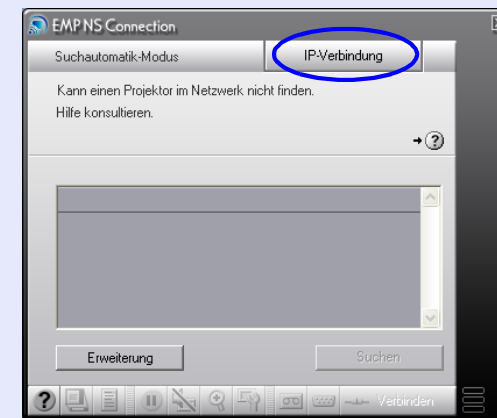 EMP NS Connection
Suchautomatik-Modus
IP-Verbindung
Kann einen Projektor im Netzwerk nicht finden.
Hilfe konsultieren.
Erweiterung
Suchen
Verbinden